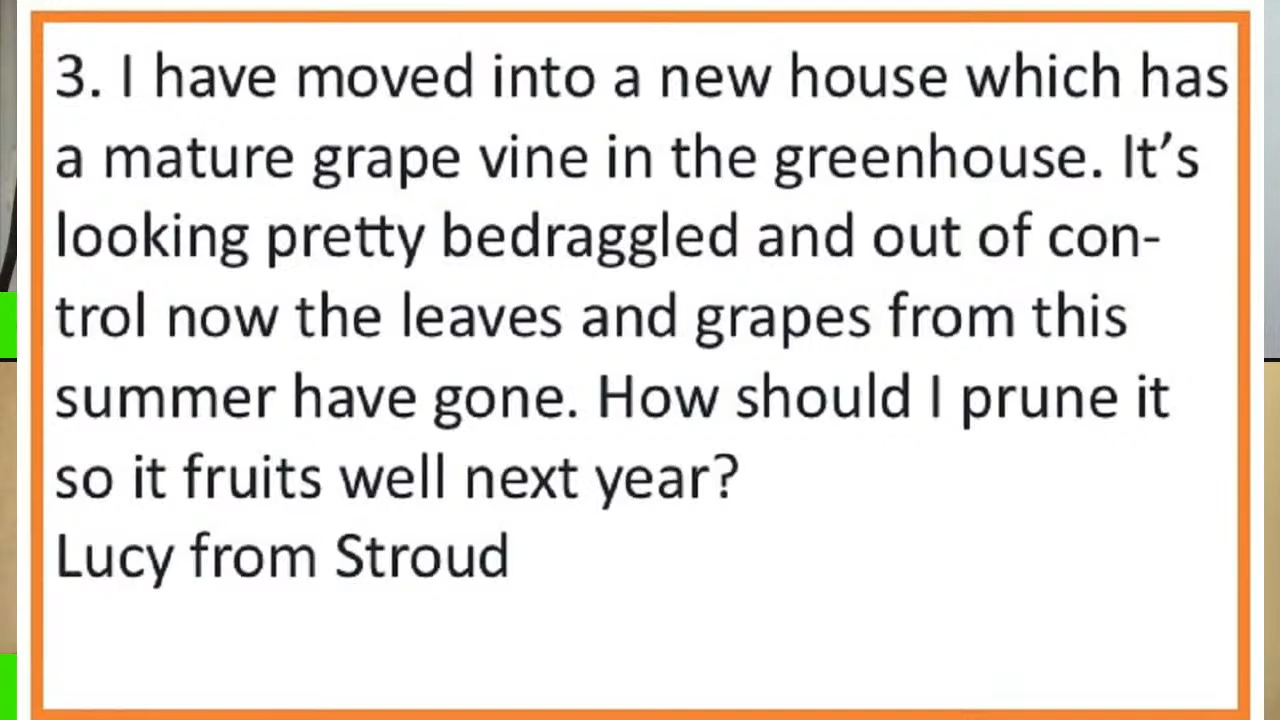 3. I have moved into a new house which has
a mature grape vine in the greenhouse. It’s
looking pretty bedraggled and out of con-
trol now the leaves and grapes from this
summer have gone. How should I prune it
so it fruits well next year?
Lucy from Stroud